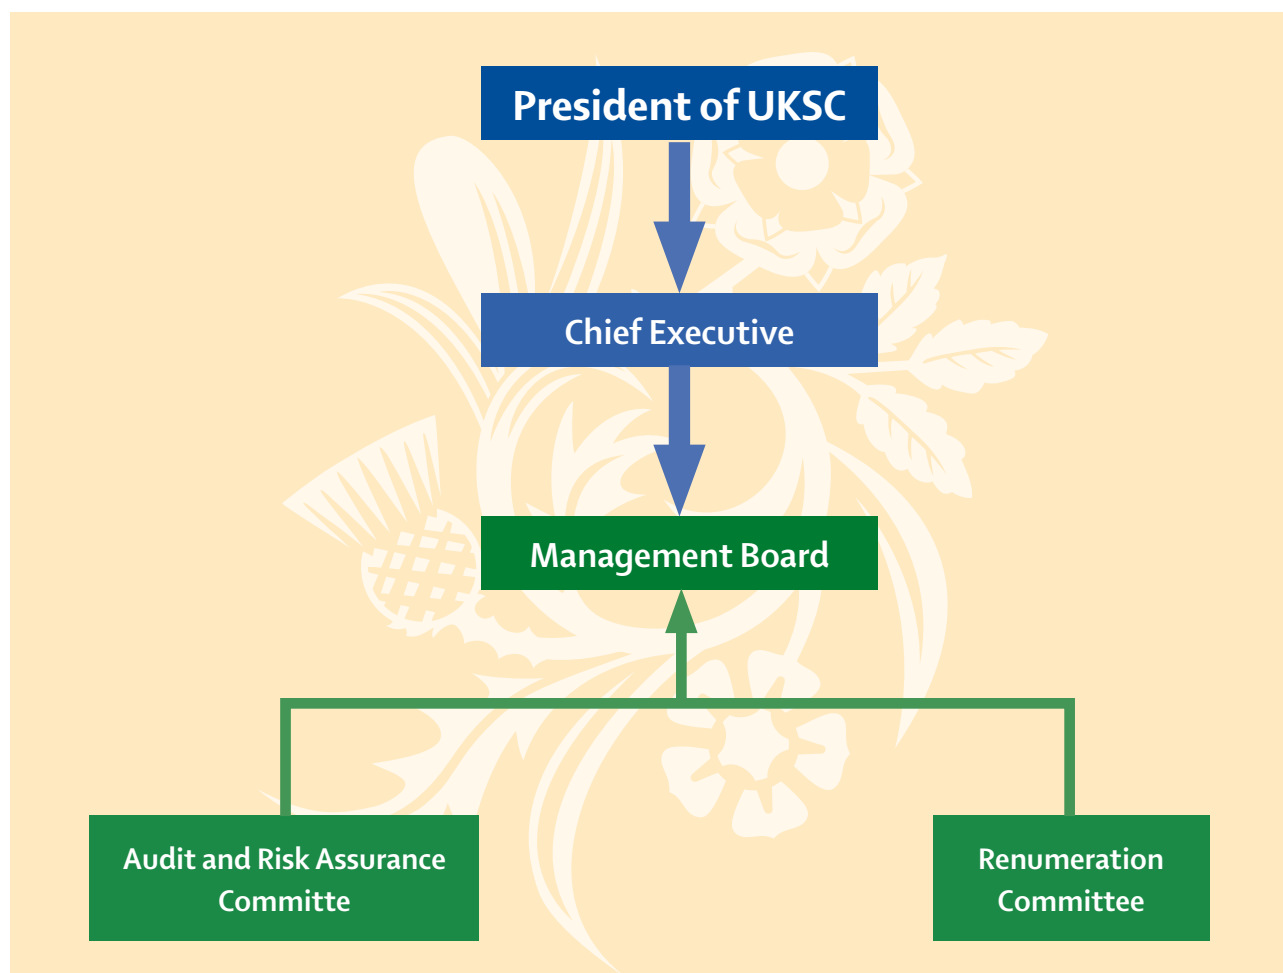 President of UKSC
Chief Executive
Management Board
Audit and Risk Assurance
Committe
Renumeration
Committee